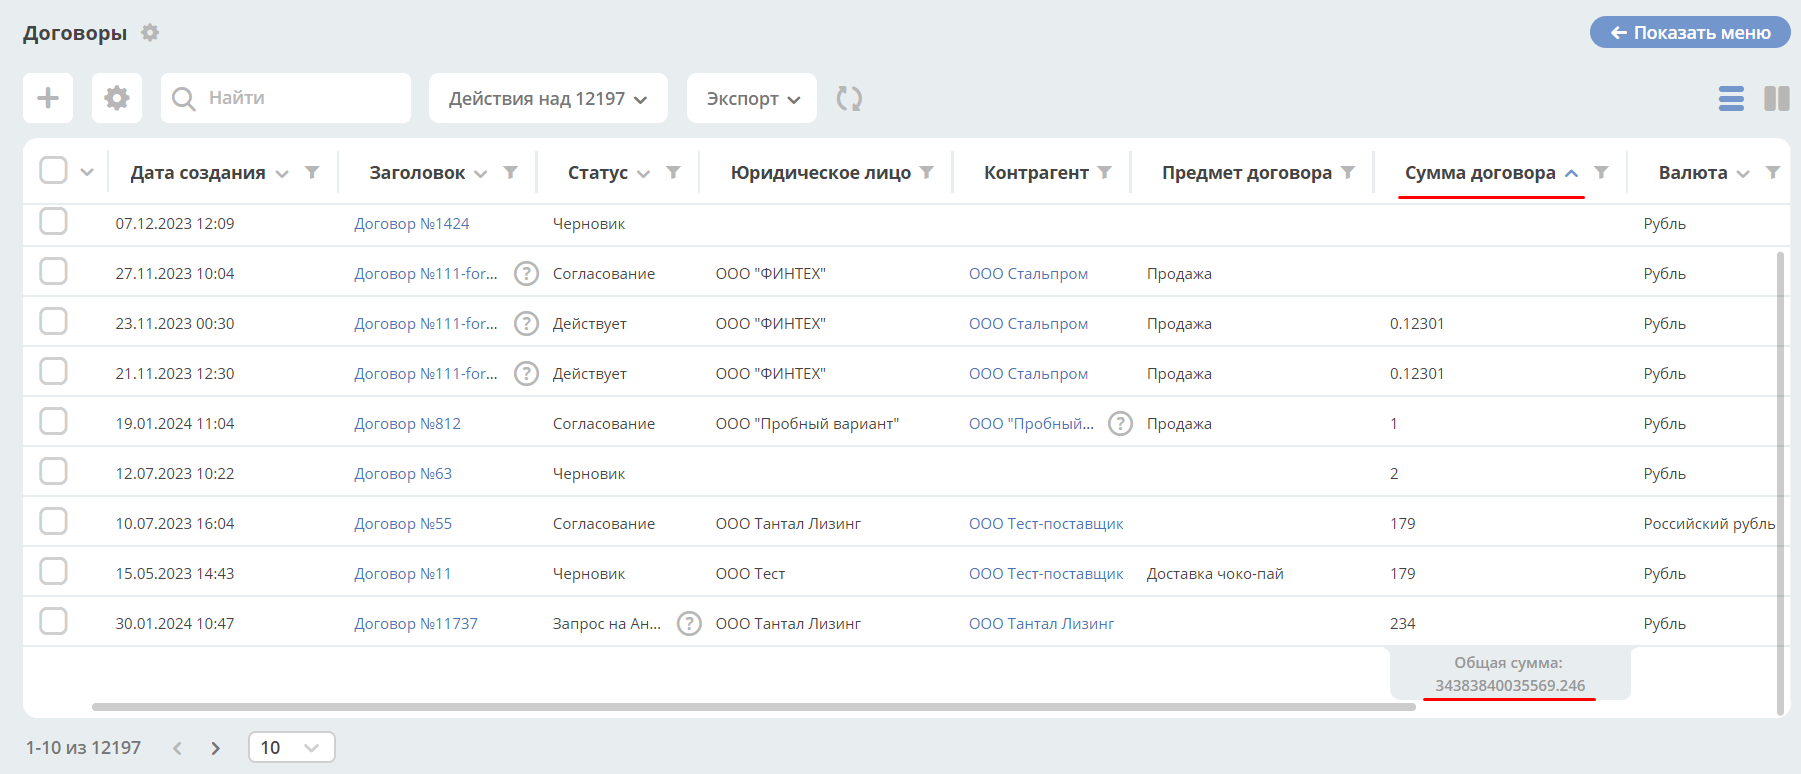 Договоры
Показать меню
Найти
Действия над 12197
Экспорт
Дата создания Заголовок Статус Юридическое лицо Контрагент Предмет договора Сумма договора Валюта
07.12.2023 12:09 Договор №1424 Черновик Рубль
27.11.2023 10:04 Договор №111-for... ? Согласование ООО "ФИНТЕХ" ООО Стальпром Продажа Рубль
23.11.2023 00:30 Договор №111-for... ? Действует ООО "ФИНТЕХ" ООО Стальпром Продажа 0.12301 Рубль
21.11.2023 12:30 Договор №111-for... ? Действует ООО "ФИНТЕХ" ООО Стальпром Продажа 0.12301 Рубль
19.01.2024 11:04 Договор №812 Согласование ООО "Пробный вариант" ООО "Пробный... ? Продажа 1 Рубль
12.07.2023 10:22 Договор №63 Черновик 2 Рубль
10.07.2023 16:04 Договор №55 Согласование ООО Тантал Лизинг ООО Тест-поставщик 179 Российский рубль
15.05.2023 14:43 Договор №11 Черновик ООО Тест ООО Тест-поставщик Доставка чоко-пай 179 Рубль
30.01.2024 10:47 Договор №11737 Запрос на Ан... ? ООО Тантал Лизинг ООО Тантал Лизинг 234 Рубль
Общая сумма:
34383840035569.246
1-10 из 12197
10